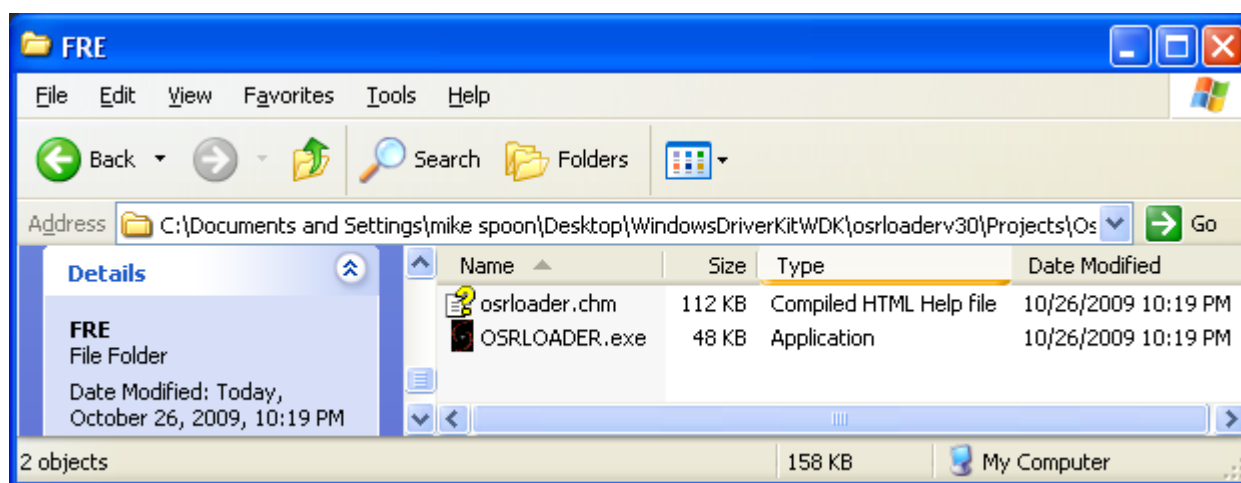 FRE
File Edit View Favorites Tools Help
Back Search Folders
Address C:\Documents and Settings\mike spoon\Desktop\WindowsDriverKitWDK\osrloaderv30\Projects\Os Go
Details
FRE
File Folder
Date Modified: Today,
October 26, 2009, 10:19 PM
Name Size Type Date Modified
osrloader.chm 112 KB Compiled HTML Help file 10/26/2009 10:19 PM
OSRLOADER.exe 48 KB Application 10/26/2009 10:19 PM
2 objects 158 KB My Computer